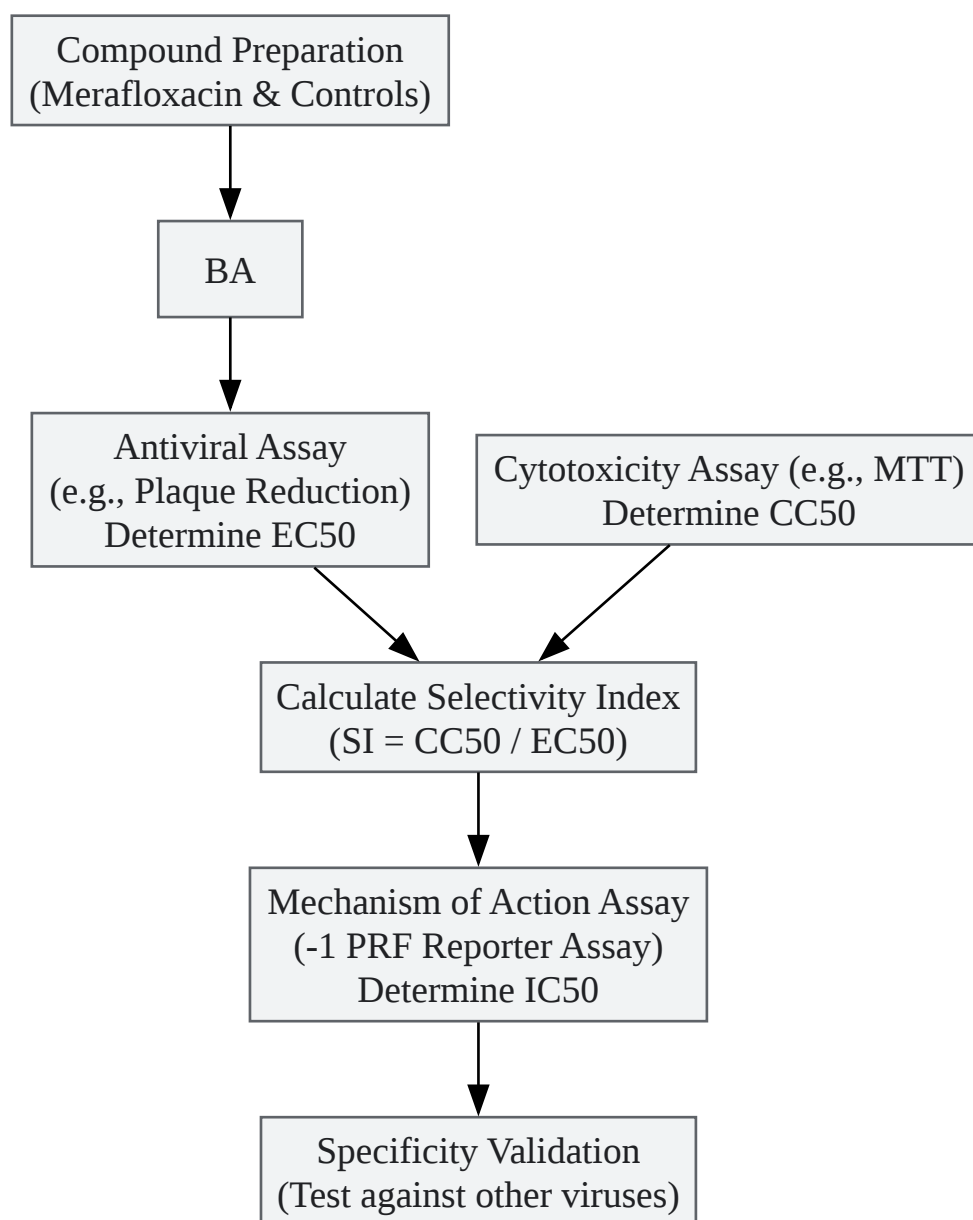 Compound Preparation
(Merafloxacin & Controls)
BA
Antiviral Assay
(e.g., Plaque Reduction)
Determine EC50
Cytotoxicity Assay (e.g., MTT)
Determine CC50
Calculate Selectivity Index
(SI = CC50 / EC50)
Mechanism of Action Assay
(-1 PRF Reporter Assay)
Determine IC50
Specificity Validation
(Test against other viruses)